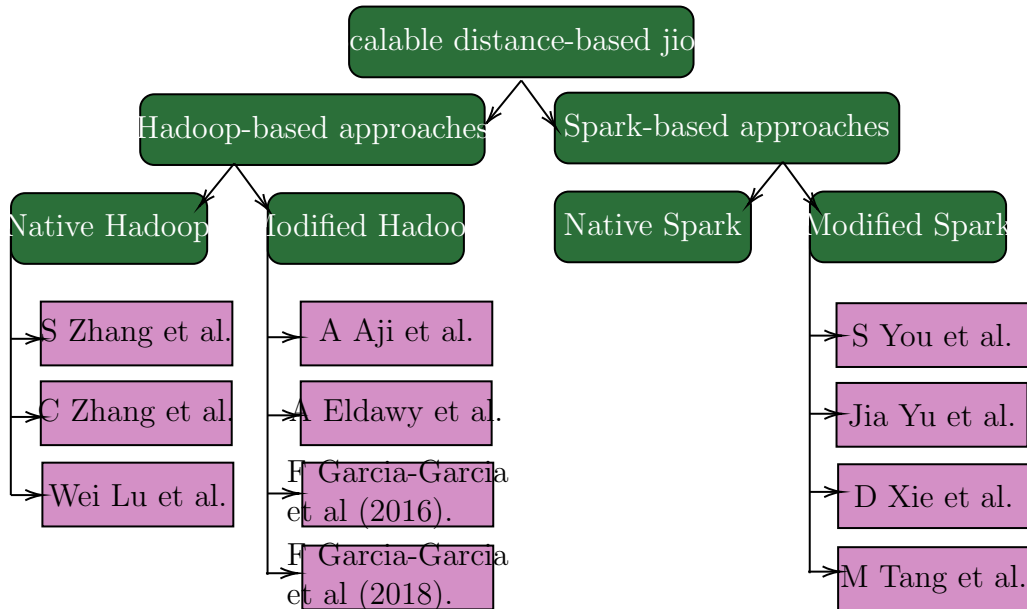 calable distance-based jio
Hadoop-based approaches
Spark-based approaches
Native Hadoop
Modified Hadoo
Native Spark
Modified Spark
S Zhang et al.
A Aji et al.
S You et al.
C Zhang et al.
A Eldawy et al.
Jia Yu et al.
Wei Lu et al.
F Garcia-Garcia
et al (2016).
D Xie et al.
F Garcia-Garcia
et al (2018).
M Tang et al.